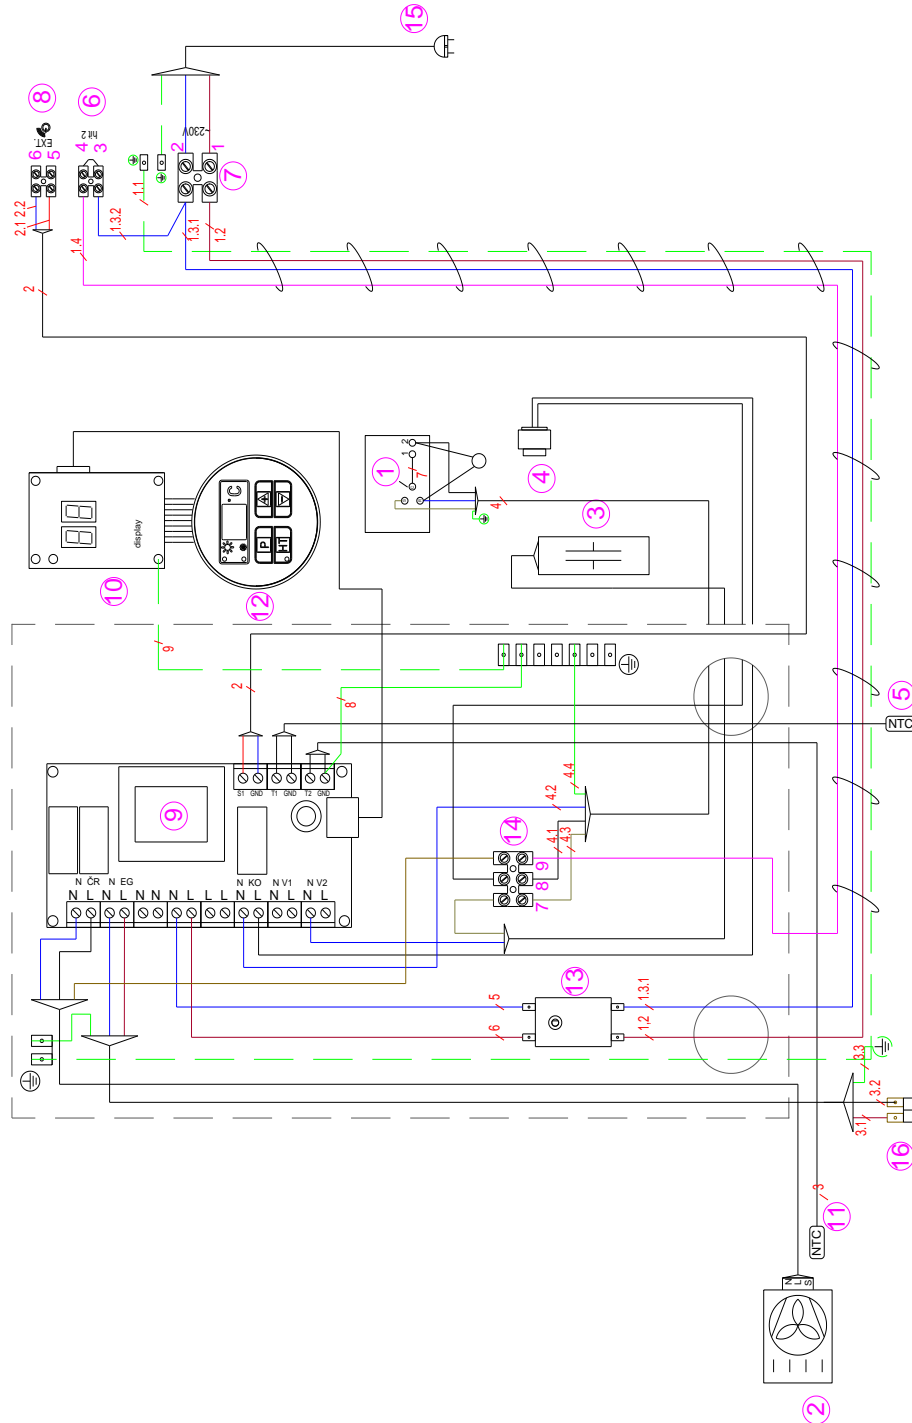 15
8
6
EXT.
hit 2
~230V
6
5
4
3
2
1
7
2.1
2.2
1.4
1.3.2
1.1
1.3.1
1.2
2
1
2
1
7
4
4
3
display
10
P
HT
C
12
9
2
8
5
NTC
S1
GND
T1
GND
T2
GND
9
4.4
4.2
4.1
4.3
14
9
8
7
N ČR
N EG
N KO
N V1
N V2
N L N L N N N L L L N L N L N L
13
5
6
1.3.1
1.2
3.3
3.2
3.1
16
3
11
NTC
N
L
S
2